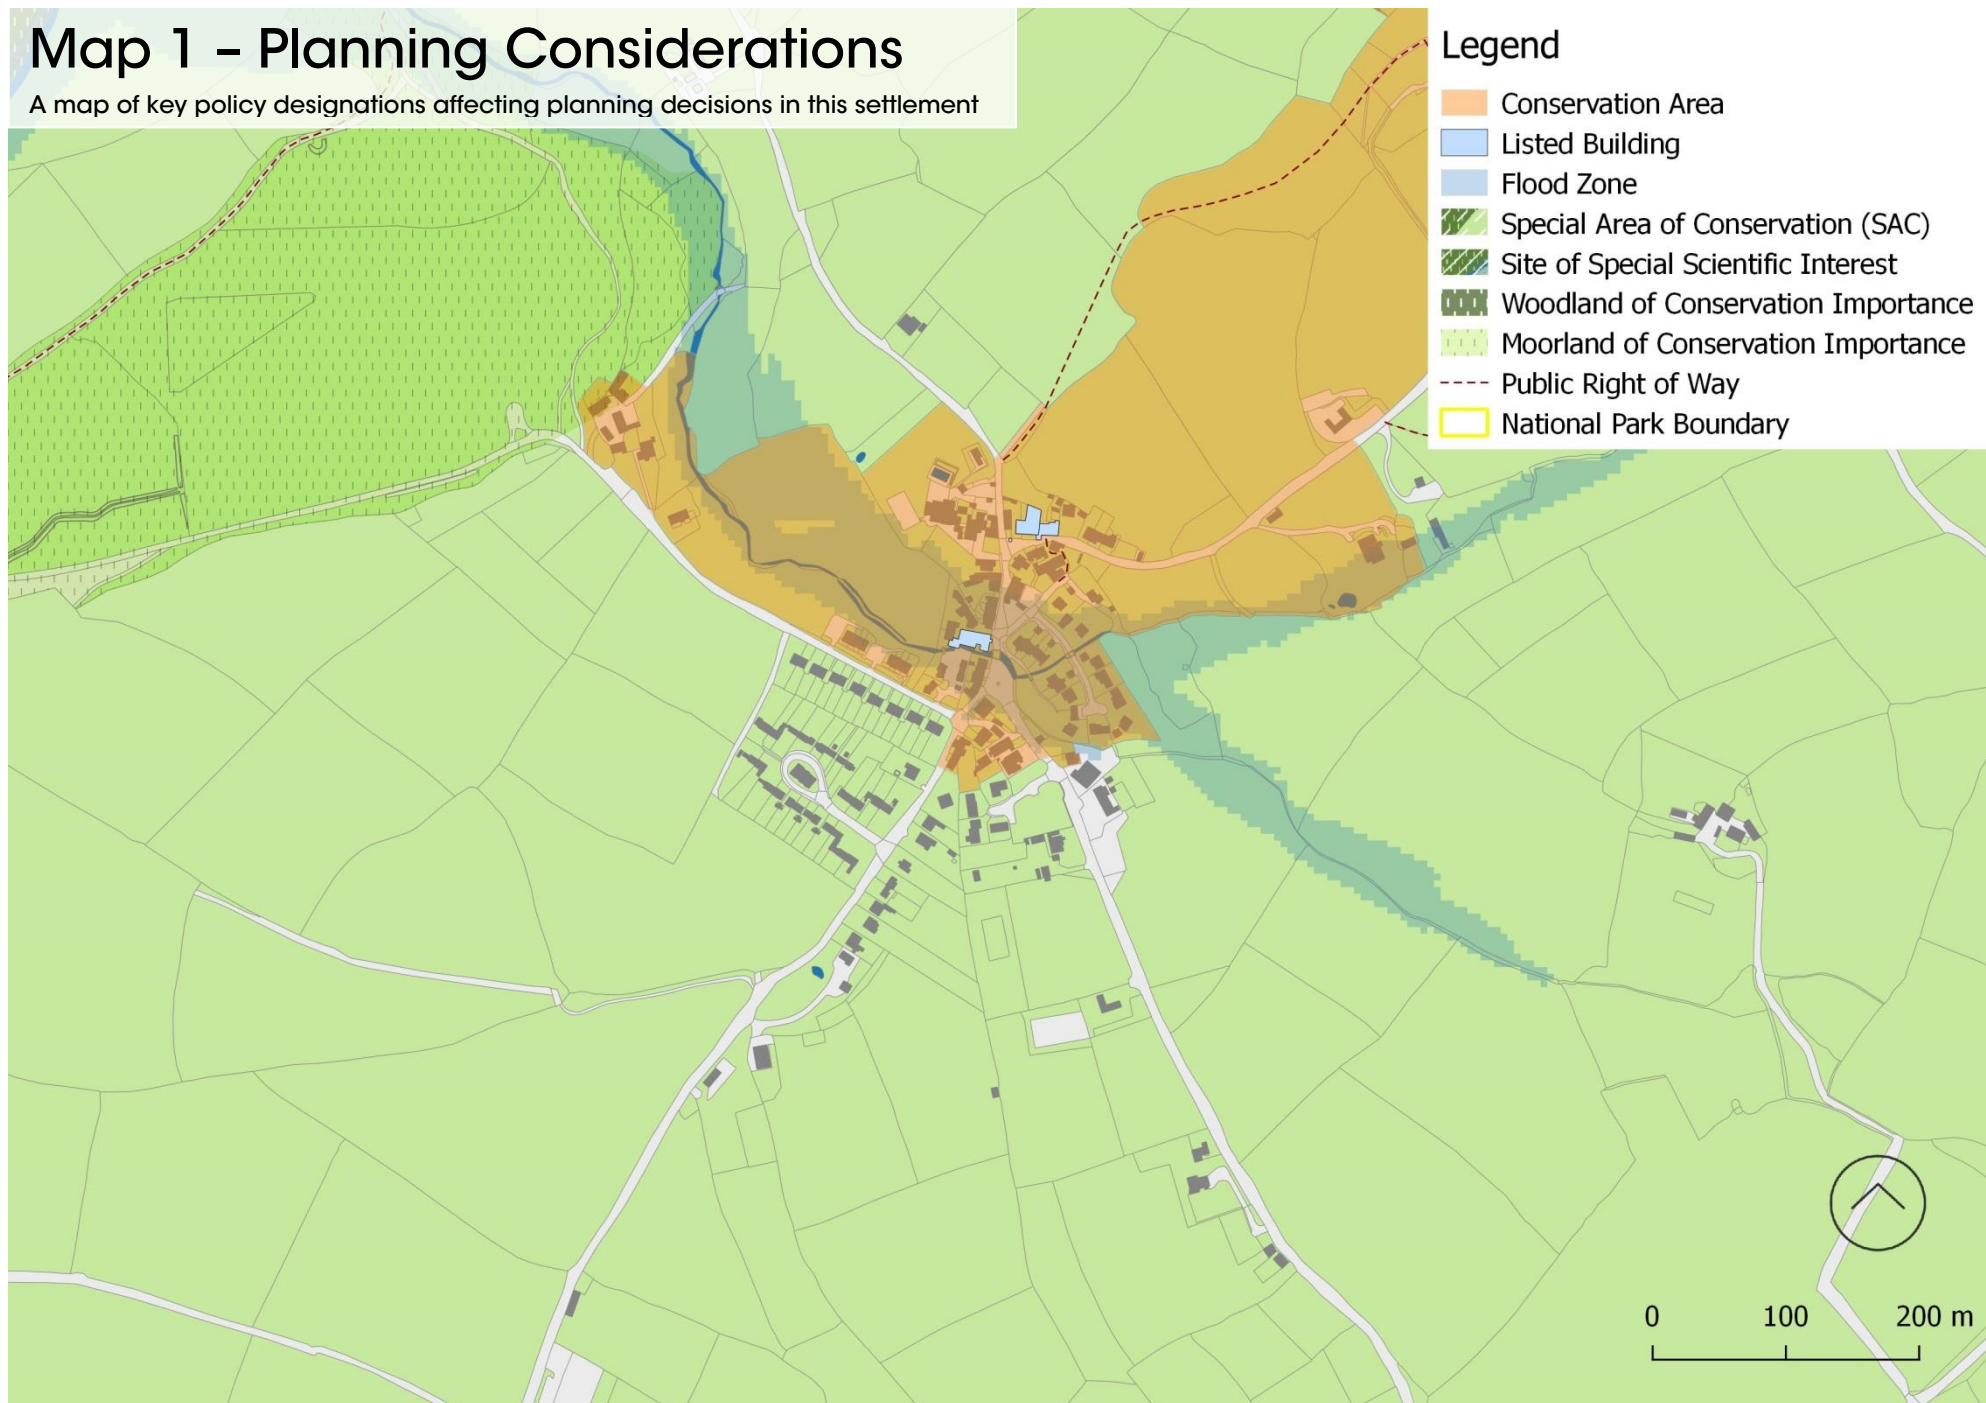 Map 1 – Planning Considerations
A map of key policy designations affecting planning decisions in this settlement
Legend
Conservation Area
Listed Building
Flood Zone
Special Area of Conservation (SAC)
Site of Special Scientific Interest
Woodland of Conservation Importance
Moorland of Conservation Importance
Public Right of Way
National Park Boundary
0 100 200 m